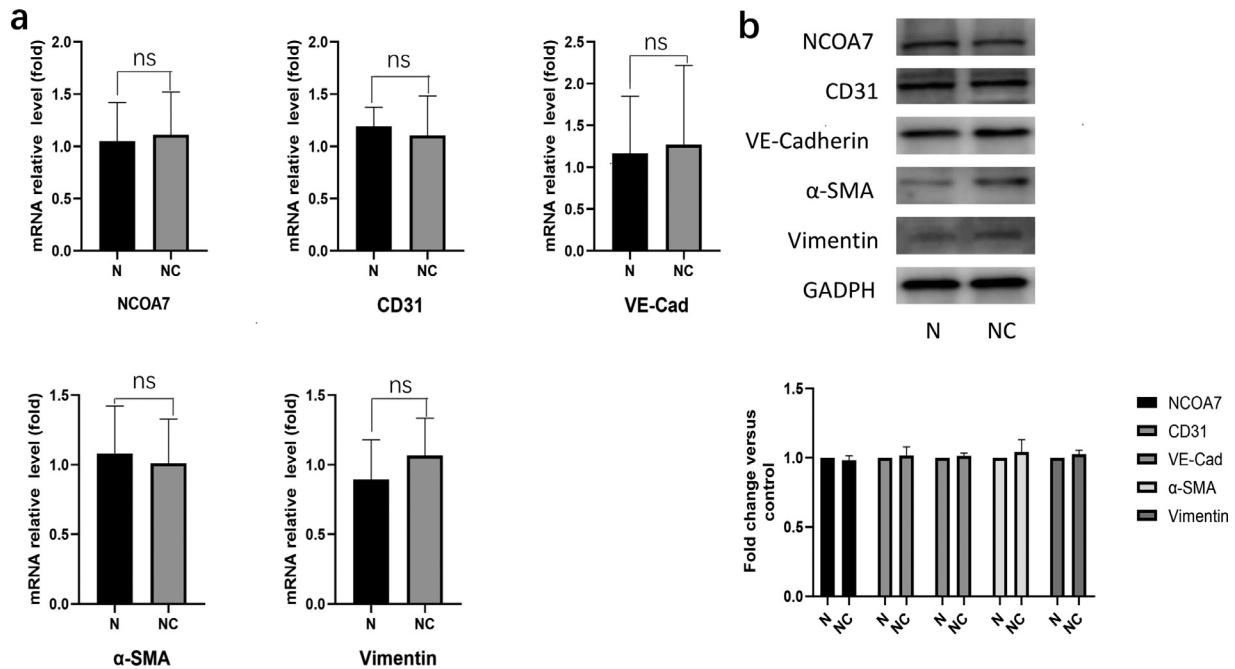 a
mRNA relative level (fold)
2.0
1.5
1.0
0.5
0.0
ns
N NC
NCOA7
mRNA relative level (fold)
2.0
1.5
1.0
0.5
0.0
ns
N NC
CD31
mRNA relative level (fold)
2.5
2.0
1.5
1.0
0.5
0.0
ns
N NC
VE-Cad
mRNA relative level (fold)
1.5
1.0
0.5
0.0
ns
N NC
α-SMA
mRNA relative level (fold)
1.5
1.0
0.5
0.0
ns
N NC
Vimentin
b
NCOA7
CD31
VE-Cadherin
α-SMA
Vimentin
GADPH
N NC
Fold change versus
control
1.5
1.0
0.5
0.0
N NC N NC N NC N NC N NC
NCOA7
CD31
VE-Cad
α-SMA
Vimentin